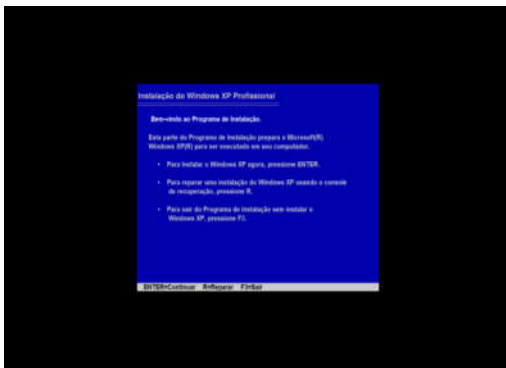 Instalação do Windows XP Professional
Bem-vindo ao Programa de Instalação.
Esta parte do Programa de Instalação prepara o Microsoft(R)
Windows XP(R) para ser executado em seu computador.
• Para instalar o Windows XP agora, pressione ENTER.
• Para reparar uma instalação do Windows XP usando o console
de recuperação, pressione R.
• Para sair do Programa de Instalação sem instalar o
Windows XP, pressione F3.
ENTER=Continuar R=Reparar F3=Sair